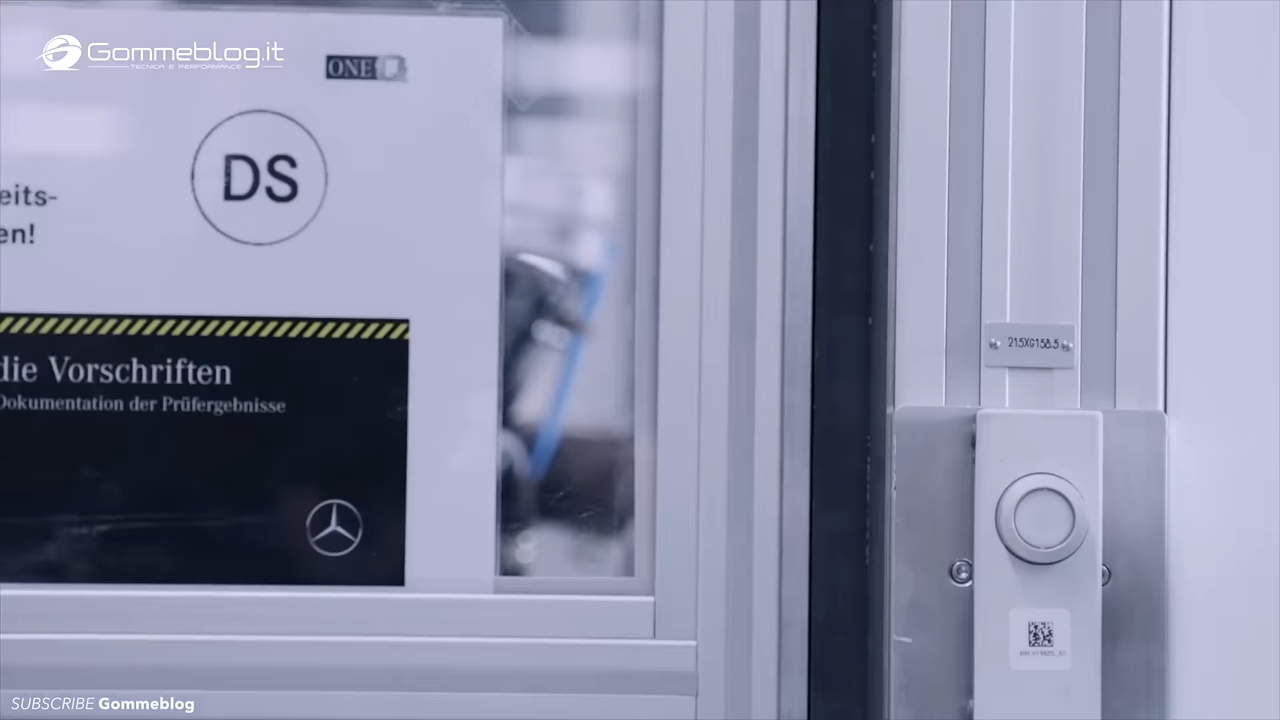 Gommeblog.it
TECNICA E PERFORMANCE
ONE
DS
eits-
en!
die Vorschriften
Dokumentation der Prüfergebnisse
215XG158.5
SUBSCRIBE Gommeblog